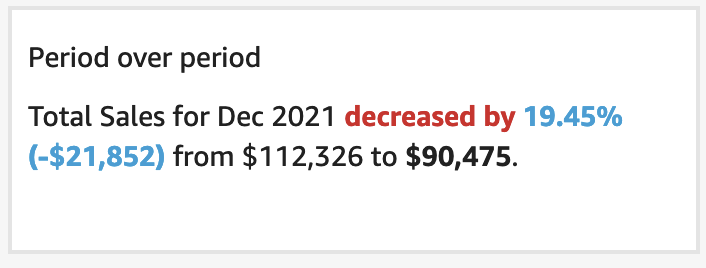 Period over period
Total Sales for Dec 2021 decreased by 19.45%
(-$21,852) from $112,326 to $90,475.